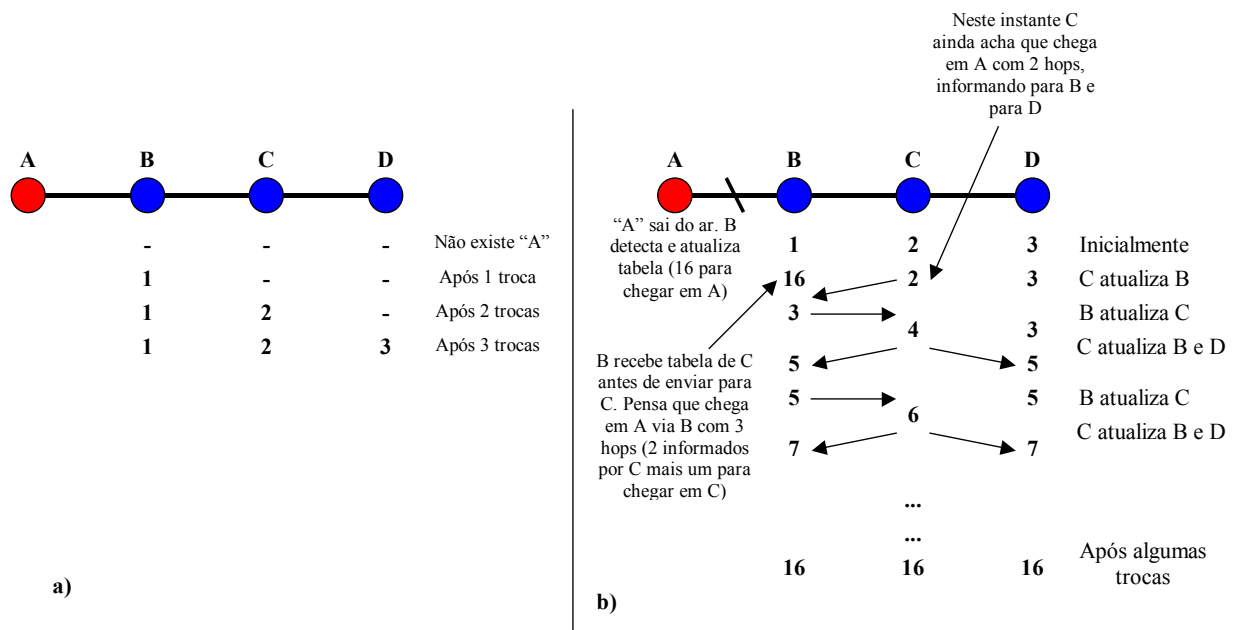 A B C D
- - - Não existe “A”
1 - - Após 1 troca
1 2 - Após 2 trocas
1 2 3 Após 3 trocas
a)
Neste instante C
ainda acha que chega
em A com 2 hops,
informando para B e
para D
A B C D
“A” sai do ar. B
detecta e atualiza
tabela (16 para
chegar em A)
1 2 3 Inicialmente
16 2 3 C atualiza B
3 B atualiza C
4 3
C atualiza B e D
5 5
5 5 B atualiza C
6
C atualiza B e D
7 7
B recebe tabela de C
antes de enviar para
C. Pensa que chega
em A via B com 3
hops (2 informados
por C mais um para
chegar em C)
...
...
16 16 16 Após algumas
trocas
b)